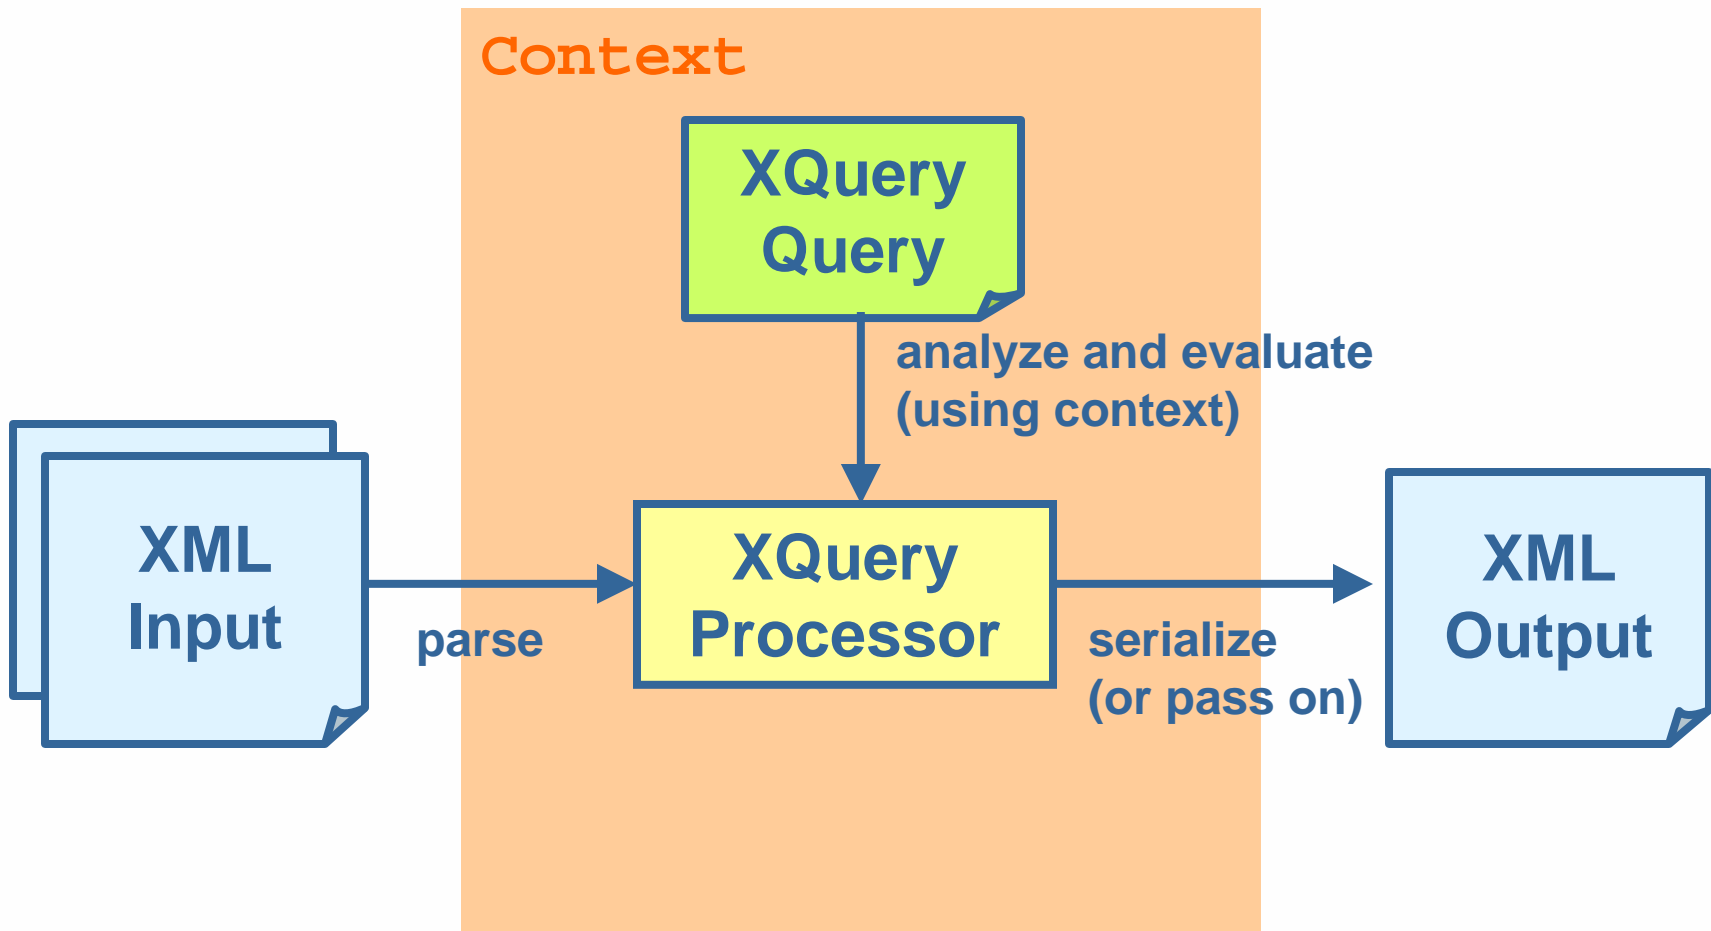 Context
XQuery
Query
analyze and evaluate
(using context)
XML
Input
parse
XQuery
Processor
serialize
(or pass on)
XML
Output